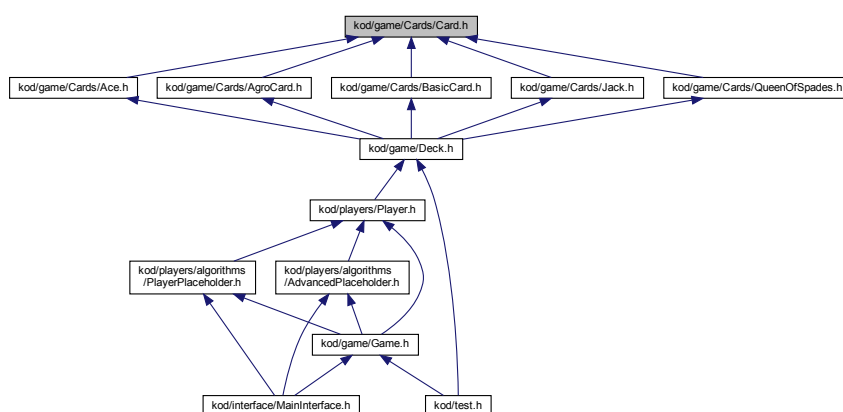 kod/game/Cards/Card.h
kod/game/Cards/Ace.h
kod/game/Cards/AgroCard.h
kod/game/Cards/BasicCard.h
kod/game/Cards/Jack.h
kod/game/Cards/QueenOfSpades.h
kod/game/Deck.h
kod/players/Player.h
kod/players/algorithms
/PlayerPlaceholder.h
kod/players/algorithms
/AdvancedPlaceholder.h
kod/game/Game.h
kod/interface/MainInterface.h
kod/test.h